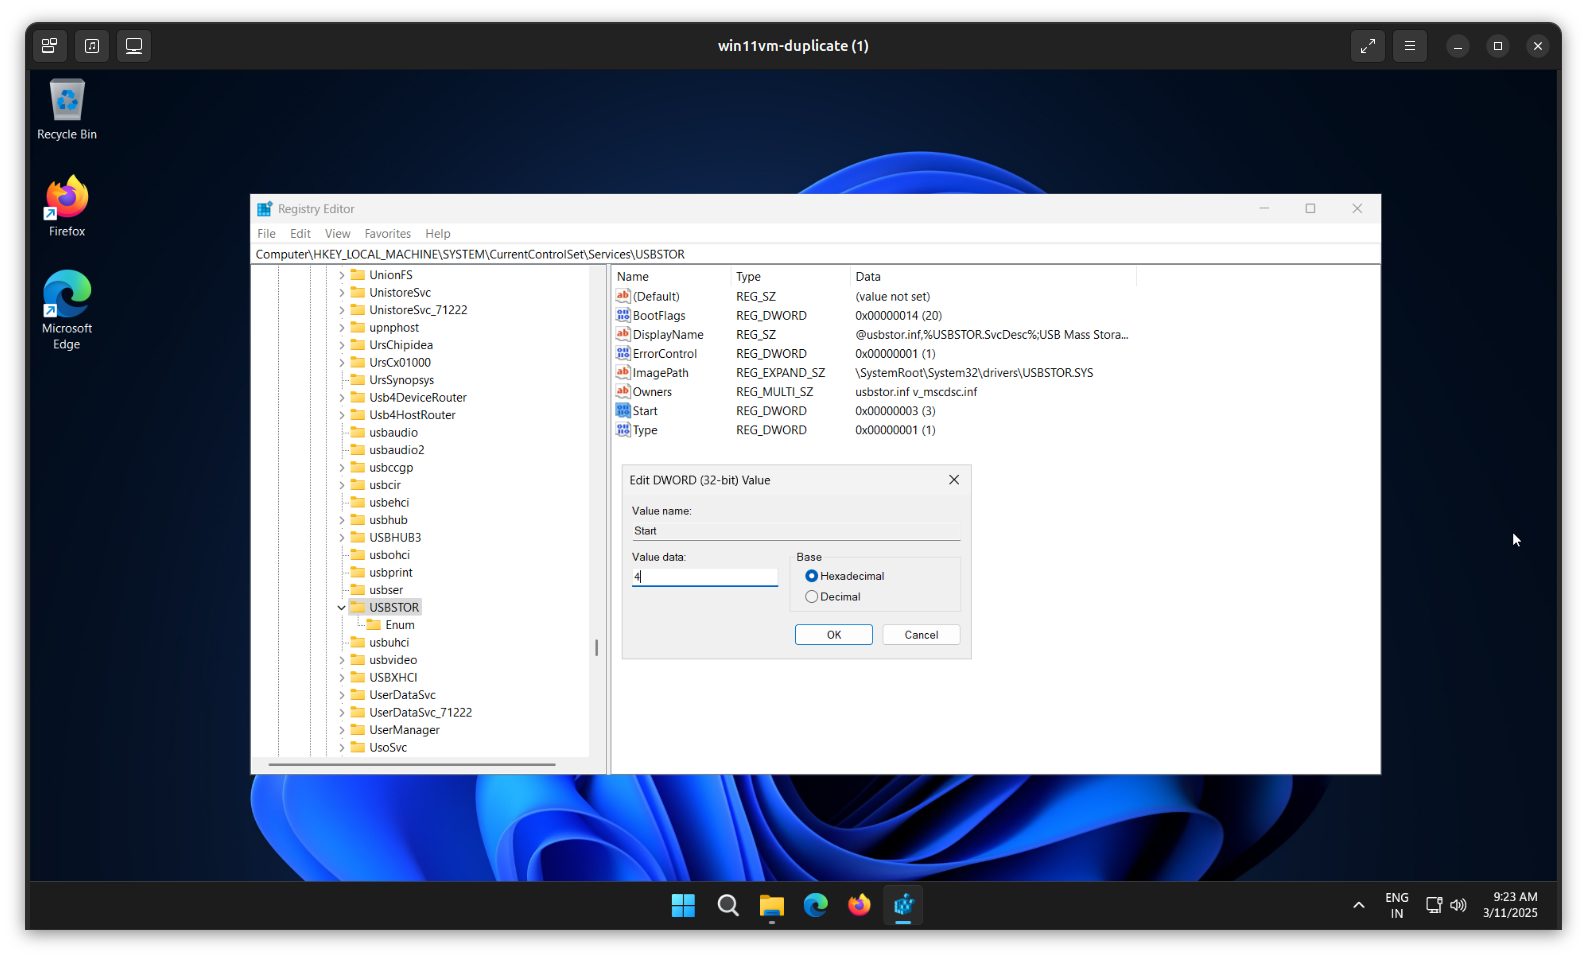 win11vm-duplicate (1)
Recycle Bin
Firefox
Microsoft
Edge
Registry Editor
File Edit View Favorites Help
Computer\HKEY_LOCAL_MACHINE\SYSTEM\CurrentControlSet\Services\USBSTOR
UnionFS
UnistoreSvc
UnistoreSvc_71222
upnphost
UrsChipidea
UrsCx01000
UrsSynopsys
Usb4DeviceRouter
Usb4HostRouter
usbaudio
usbaudio2
usbccgp
usbcir
usbehci
usbhub
USBHUB3
usbohci
usbprint
usbser
USBSTOR
Enum
usbuhci
usbvideo
USBXHCI
UserDataSvc
UserDataSvc_71222
UserManager
UsoSvc
Name Type Data
(Default) REG_SZ (value not set)
BootFlags REG_DWORD 0x00000014 (20)
DisplayName REG_SZ @usbstor.inf,%USBSTOR.SvcDesc%;USB Mass Stora...
ErrorControl REG_DWORD 0x00000001 (1)
ImagePath REG_EXPAND_SZ \SystemRoot\System32\drivers\USBSTOR.SYS
Owners REG_MULTI_SZ usbstor.inf v_mscdsc.inf
Start REG_DWORD 0x00000003 (3)
Type REG_DWORD 0x00000001 (1)
Edit DWORD (32-bit) Value
Value name:
Start
Value data:
4
Base
Hexadecimal
Decimal
OK Cancel
ENG
IN
9:23 AM
3/11/2025